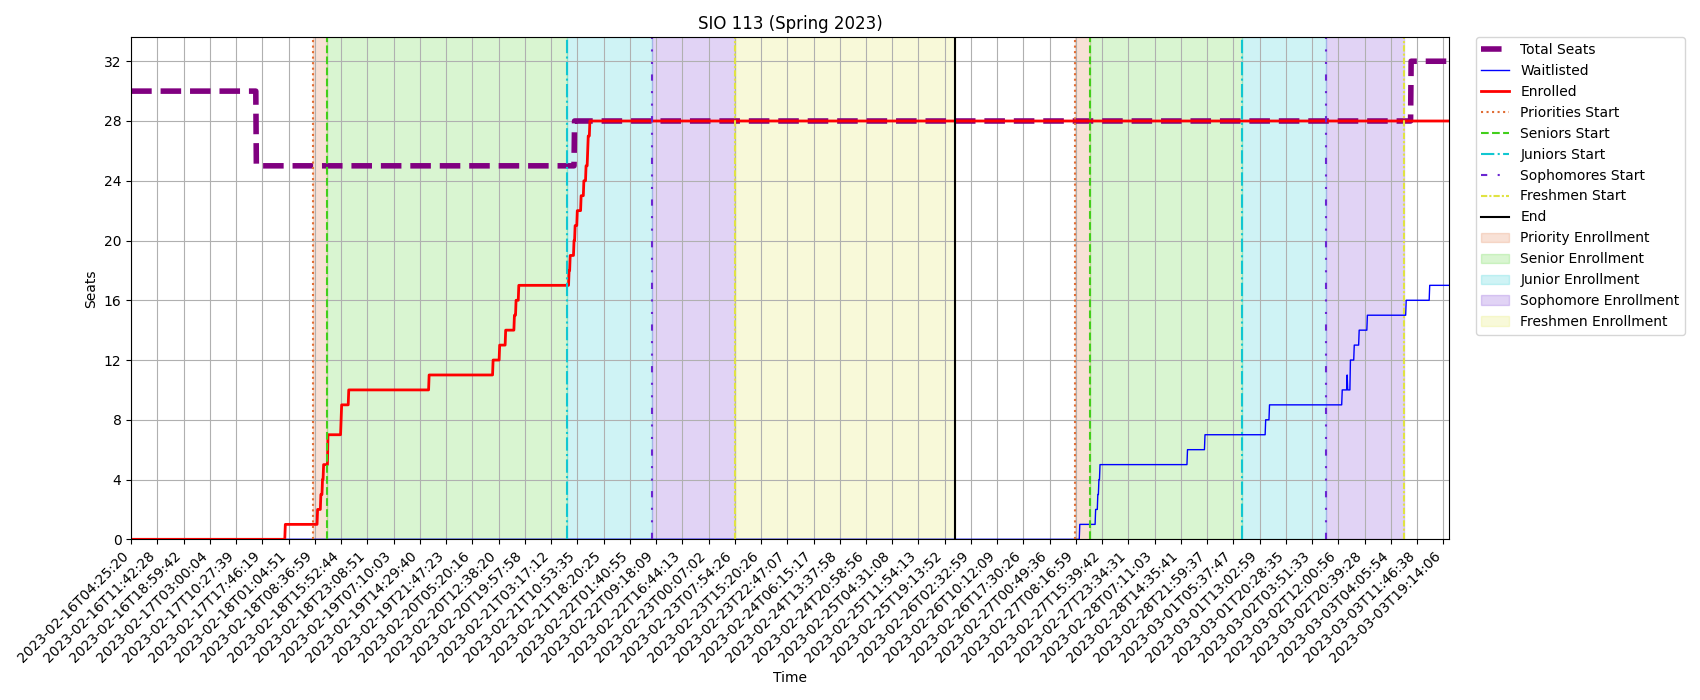 SIO 113 (Spring 2023)
Seats
32
28
24
20
16
12
8
4
0
2023-02-16T04:25:20
2023-02-16T11:42:28
2023-02-16T18:59:42
2023-02-17T03:00:04
2023-02-17T10:27:39
2023-02-17T17:46:19
2023-02-18T01:04:51
2023-02-18T08:36:59
2023-02-18T15:52:44
2023-02-18T23:08:51
2023-02-19T07:10:03
2023-02-19T14:29:40
2023-02-19T21:47:23
2023-02-20T05:20:16
2023-02-20T12:38:20
2023-02-20T19:57:58
2023-02-21T03:17:12
2023-02-21T10:53:35
2023-02-21T18:20:25
2023-02-22T01:40:55
2023-02-22T09:18:09
2023-02-22T16:44:13
2023-02-23T00:07:02
2023-02-23T07:54:26
2023-02-23T15:20:26
2023-02-23T22:47:07
2023-02-24T06:15:17
2023-02-24T13:37:58
2023-02-24T20:58:56
2023-02-25T04:31:08
2023-02-25T11:54:13
2023-02-25T19:13:52
2023-02-26T02:32:59
2023-02-26T10:12:09
2023-02-26T17:30:26
2023-02-27T00:49:36
2023-02-27T08:16:59
2023-02-27T15:39:42
2023-02-27T23:34:31
2023-02-28T07:11:03
2023-02-28T14:35:41
2023-02-28T21:59:37
2023-03-01T05:37:47
2023-03-01T13:02:59
2023-03-01T20:28:35
2023-03-02T03:51:33
2023-03-02T12:00:56
2023-03-02T20:39:28
2023-03-03T04:05:54
2023-03-03T11:46:38
2023-03-03T19:14:06
Time
Total Seats
Waitlisted
Enrolled
Priorities Start
Seniors Start
Juniors Start
Sophomores Start
Freshmen Start
End
Priority Enrollment
Senior Enrollment
Junior Enrollment
Sophomore Enrollment
Freshmen Enrollment